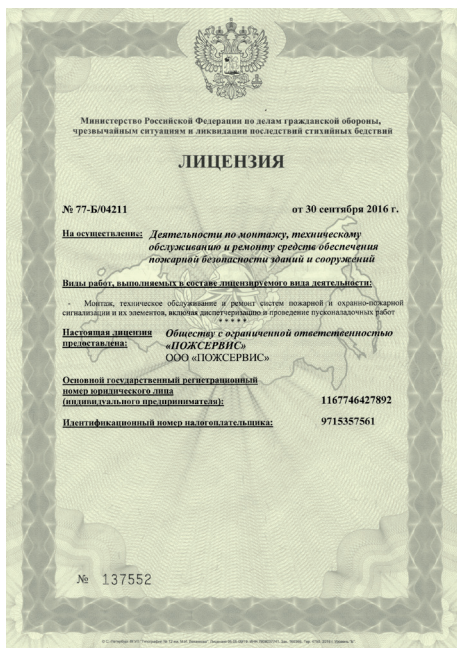 Министерство Российской Федерации по делам гражданской обороны,
чрезвычайным ситуациям и ликвидации последствий стихийных бедствий
ЛИЦЕНЗИЯ
№ 77-Б/04211 от 30 сентября 2016 г.
На осуществление: Деятельности по монтажу, техническому
обслуживанию и ремонту средств обеспечения
пожарной безопасности зданий и сооружений
Виды работ, выполняемых в составе лицензируемого вида деятельности:
- Монтаж, техническое обслуживание и ремонт систем пожарной и охранно-пожарной
сигнализации и их элементов, включая диспетчеризацию и проведение пусконаладочных работ
* * * * *
Настоящая лицензия Обществу с ограниченной ответственностью
предоставлена: «ПОЖСЕРВИС»
ООО «ПОЖСЕРВИС»
Основной государственный регистрационный
номер юридического лица
(индивидуального предпринимателя): 1167746427892
Идентификационный номер налогоплательщика: 9715357561
№ 137552